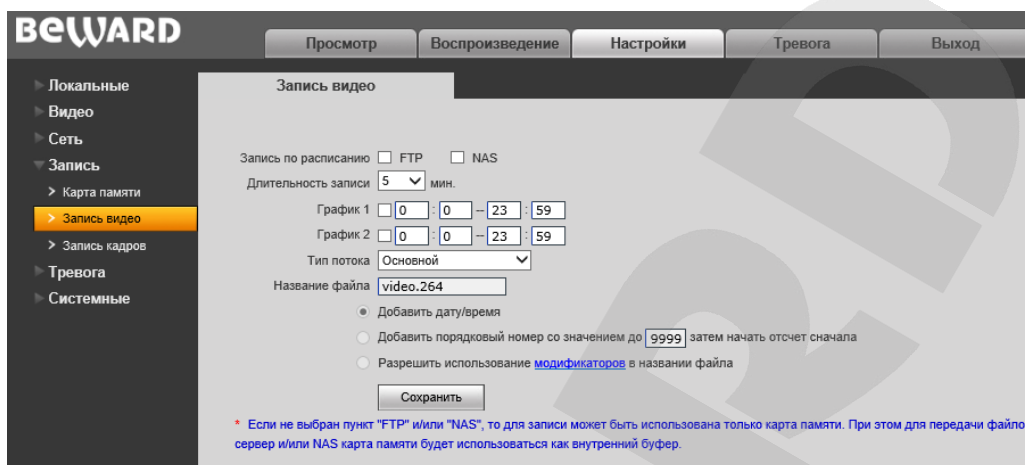 BEWARD
Просмотр Воспроизведение Настройки Тревога Выход
Локальные
Видео
Сеть
Запись
> Карта памяти
> Запись видео
> Запись кадров
Тревога
Системные
Запись видео
Запись по расписанию FTP NAS
Длительность записи 5 мин.
График 1 0 : 0 -- 23 : 59
График 2 0 : 0 -- 23 : 59
Тип потока Основной
Название файла video.264
Добавить дату/время
Добавить порядковый номер со значением до 9999 затем начать отсчет сначала
Разрешить использование модификаторов в названии файла
Сохранить
* Если не выбран пункт "FTP" и/или "NAS", то для записи может быть использована только карта памяти. При этом для передачи файло
сервер и/или NAS карта памяти будет использоваться как внутренний буфер.